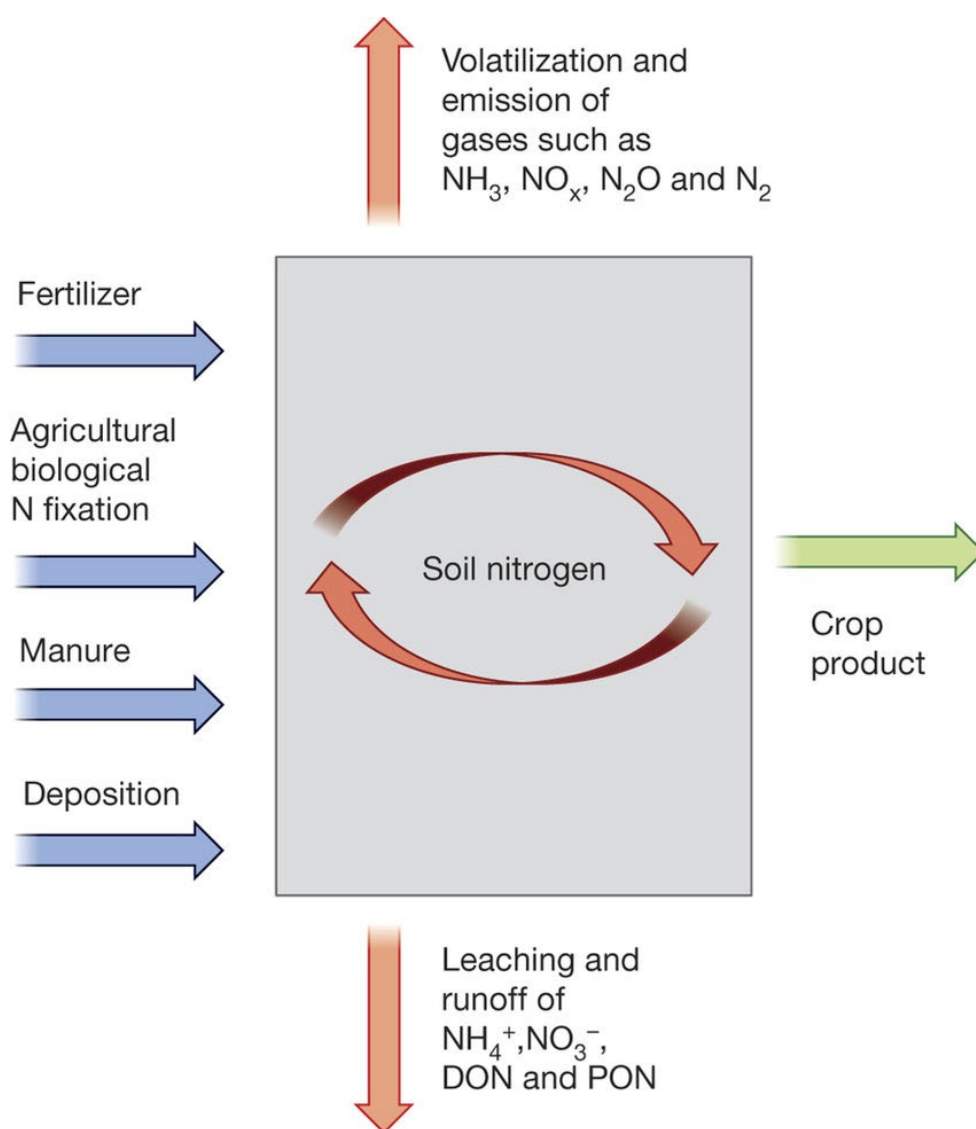 Volatilization and
emission of
gases such as
NH₃, NOₓ, N₂O and N₂
Fertilizer
Agricultural
biological
N fixation
Manure
Deposition
Soil nitrogen
Crop
product
Leaching and
runoff of
NH₄⁺,NO₃⁻,
DON and PON